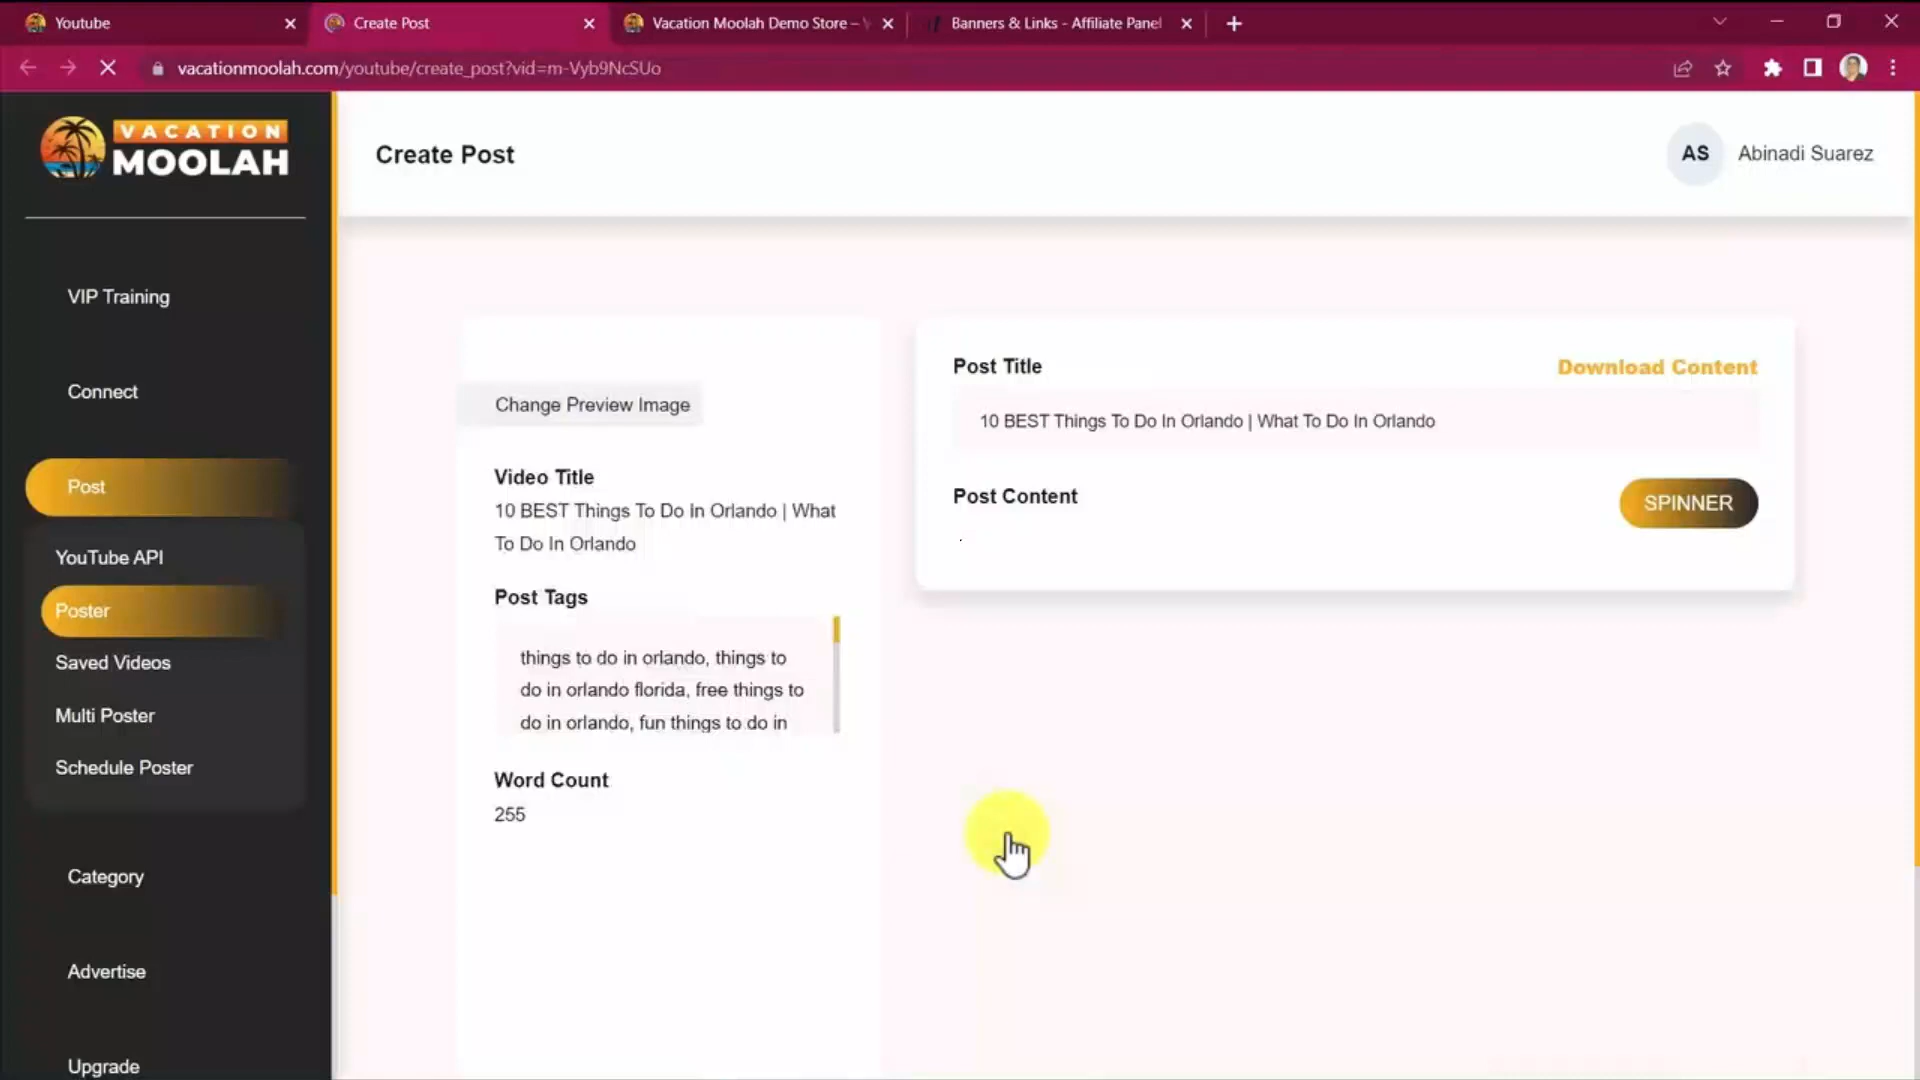 Youtube
Create Post
Vacation Moolah Demo Store –
Banners & Links - Affiliate Panel
vacationmoolah.com/youtube/create_post?vid=m-Vyb9NcSUo
VACATION
MOOLAH
Create Post
AS
Abinadi Suarez
VIP Training
Connect
Post
YouTube API
Poster
Saved Videos
Multi Poster
Schedule Poster
Category
Advertise
Upgrade
Change Preview Image
Video Title
10 BEST Things To Do In Orlando | What
To Do In Orlando
Post Tags
things to do in orlando, things to
do in orlando florida, free things to
do in orlando, fun things to do in
Word Count
255
Post Title
Download Content
10 BEST Things To Do In Orlando | What To Do In Orlando
Post Content
SPINNER